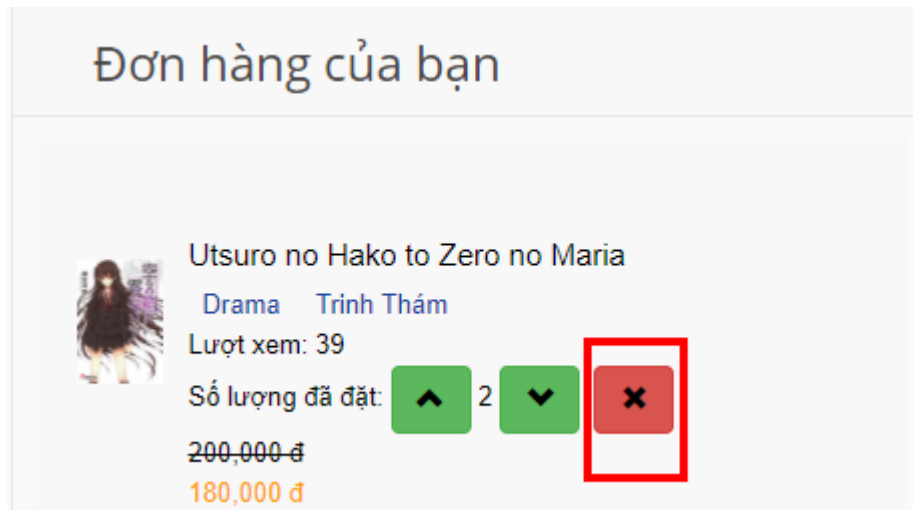 Đơn hàng của bạn
Utsuro no Hako to Zero no Maria
Drama Trinh Thám
Lượt xem: 39
Số lượng đã đặt: 2
200,000 đ
180,000 đ